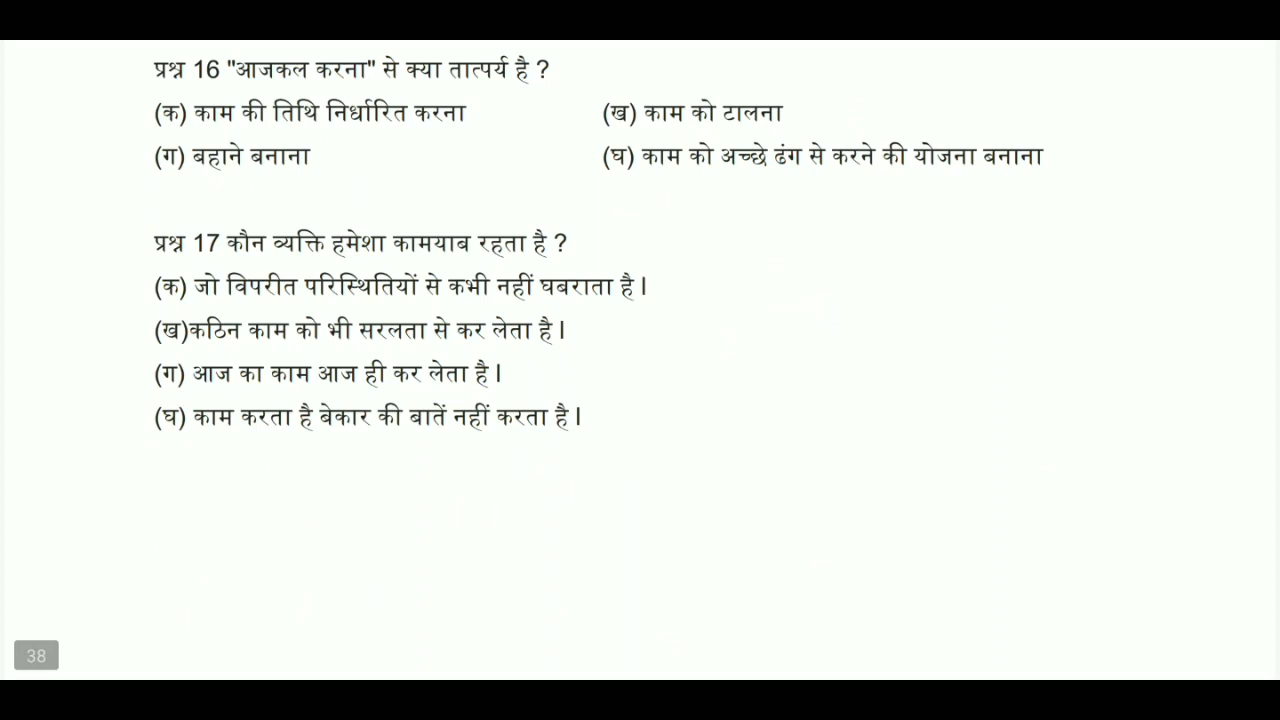 प्रश्न 16 "आजकल करना" से क्या तात्पर्य है ?
(क) काम की तिथि निर्धारित करना (ख) काम को टालना
(ग) बहाने बनाना (घ) काम को अच्छे ढंग से करने की योजना बनाना
प्रश्न 17 कौन व्यक्ति हमेशा कामयाब रहता है ?
(क) जो विपरीत परिस्थितियों से कभी नहीं घबराता है l
(ख)कठिन काम को भी सरलता से कर लेता है l
(ग) आज का काम आज ही कर लेता है l
(घ) काम करता है बेकार की बातें नहीं करता है l
38